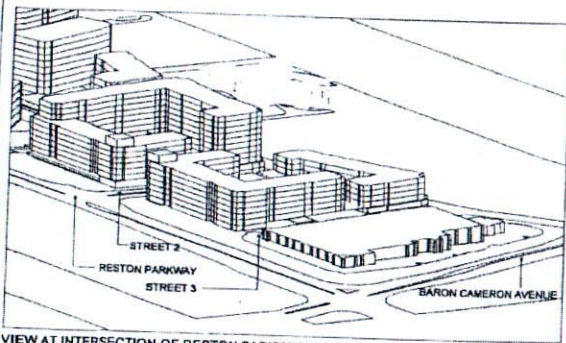 STREET 2
RESTON PARKWAY
STREET 3
BARON CAMERON AVENUE
VIEW AT INTERSECTION OF RESTON